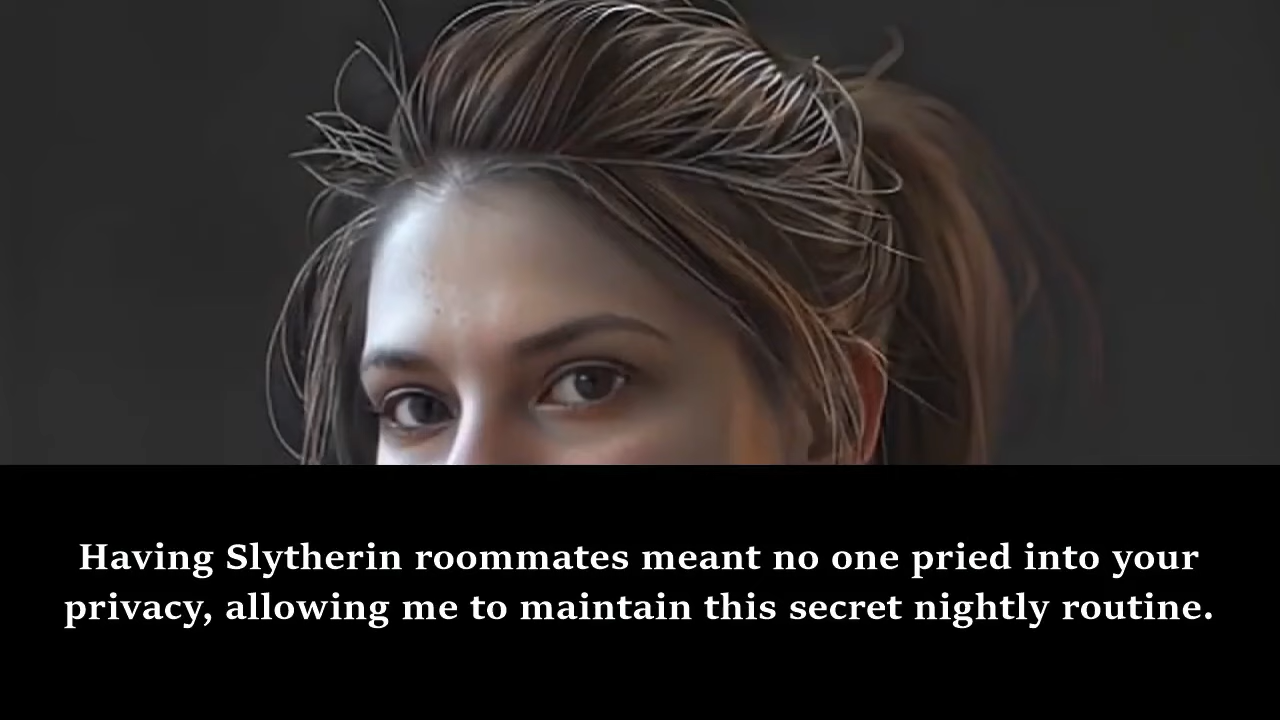 Having Slytherin roommates meant no one pried into your
privacy, allowing me to maintain this secret nightly routine.